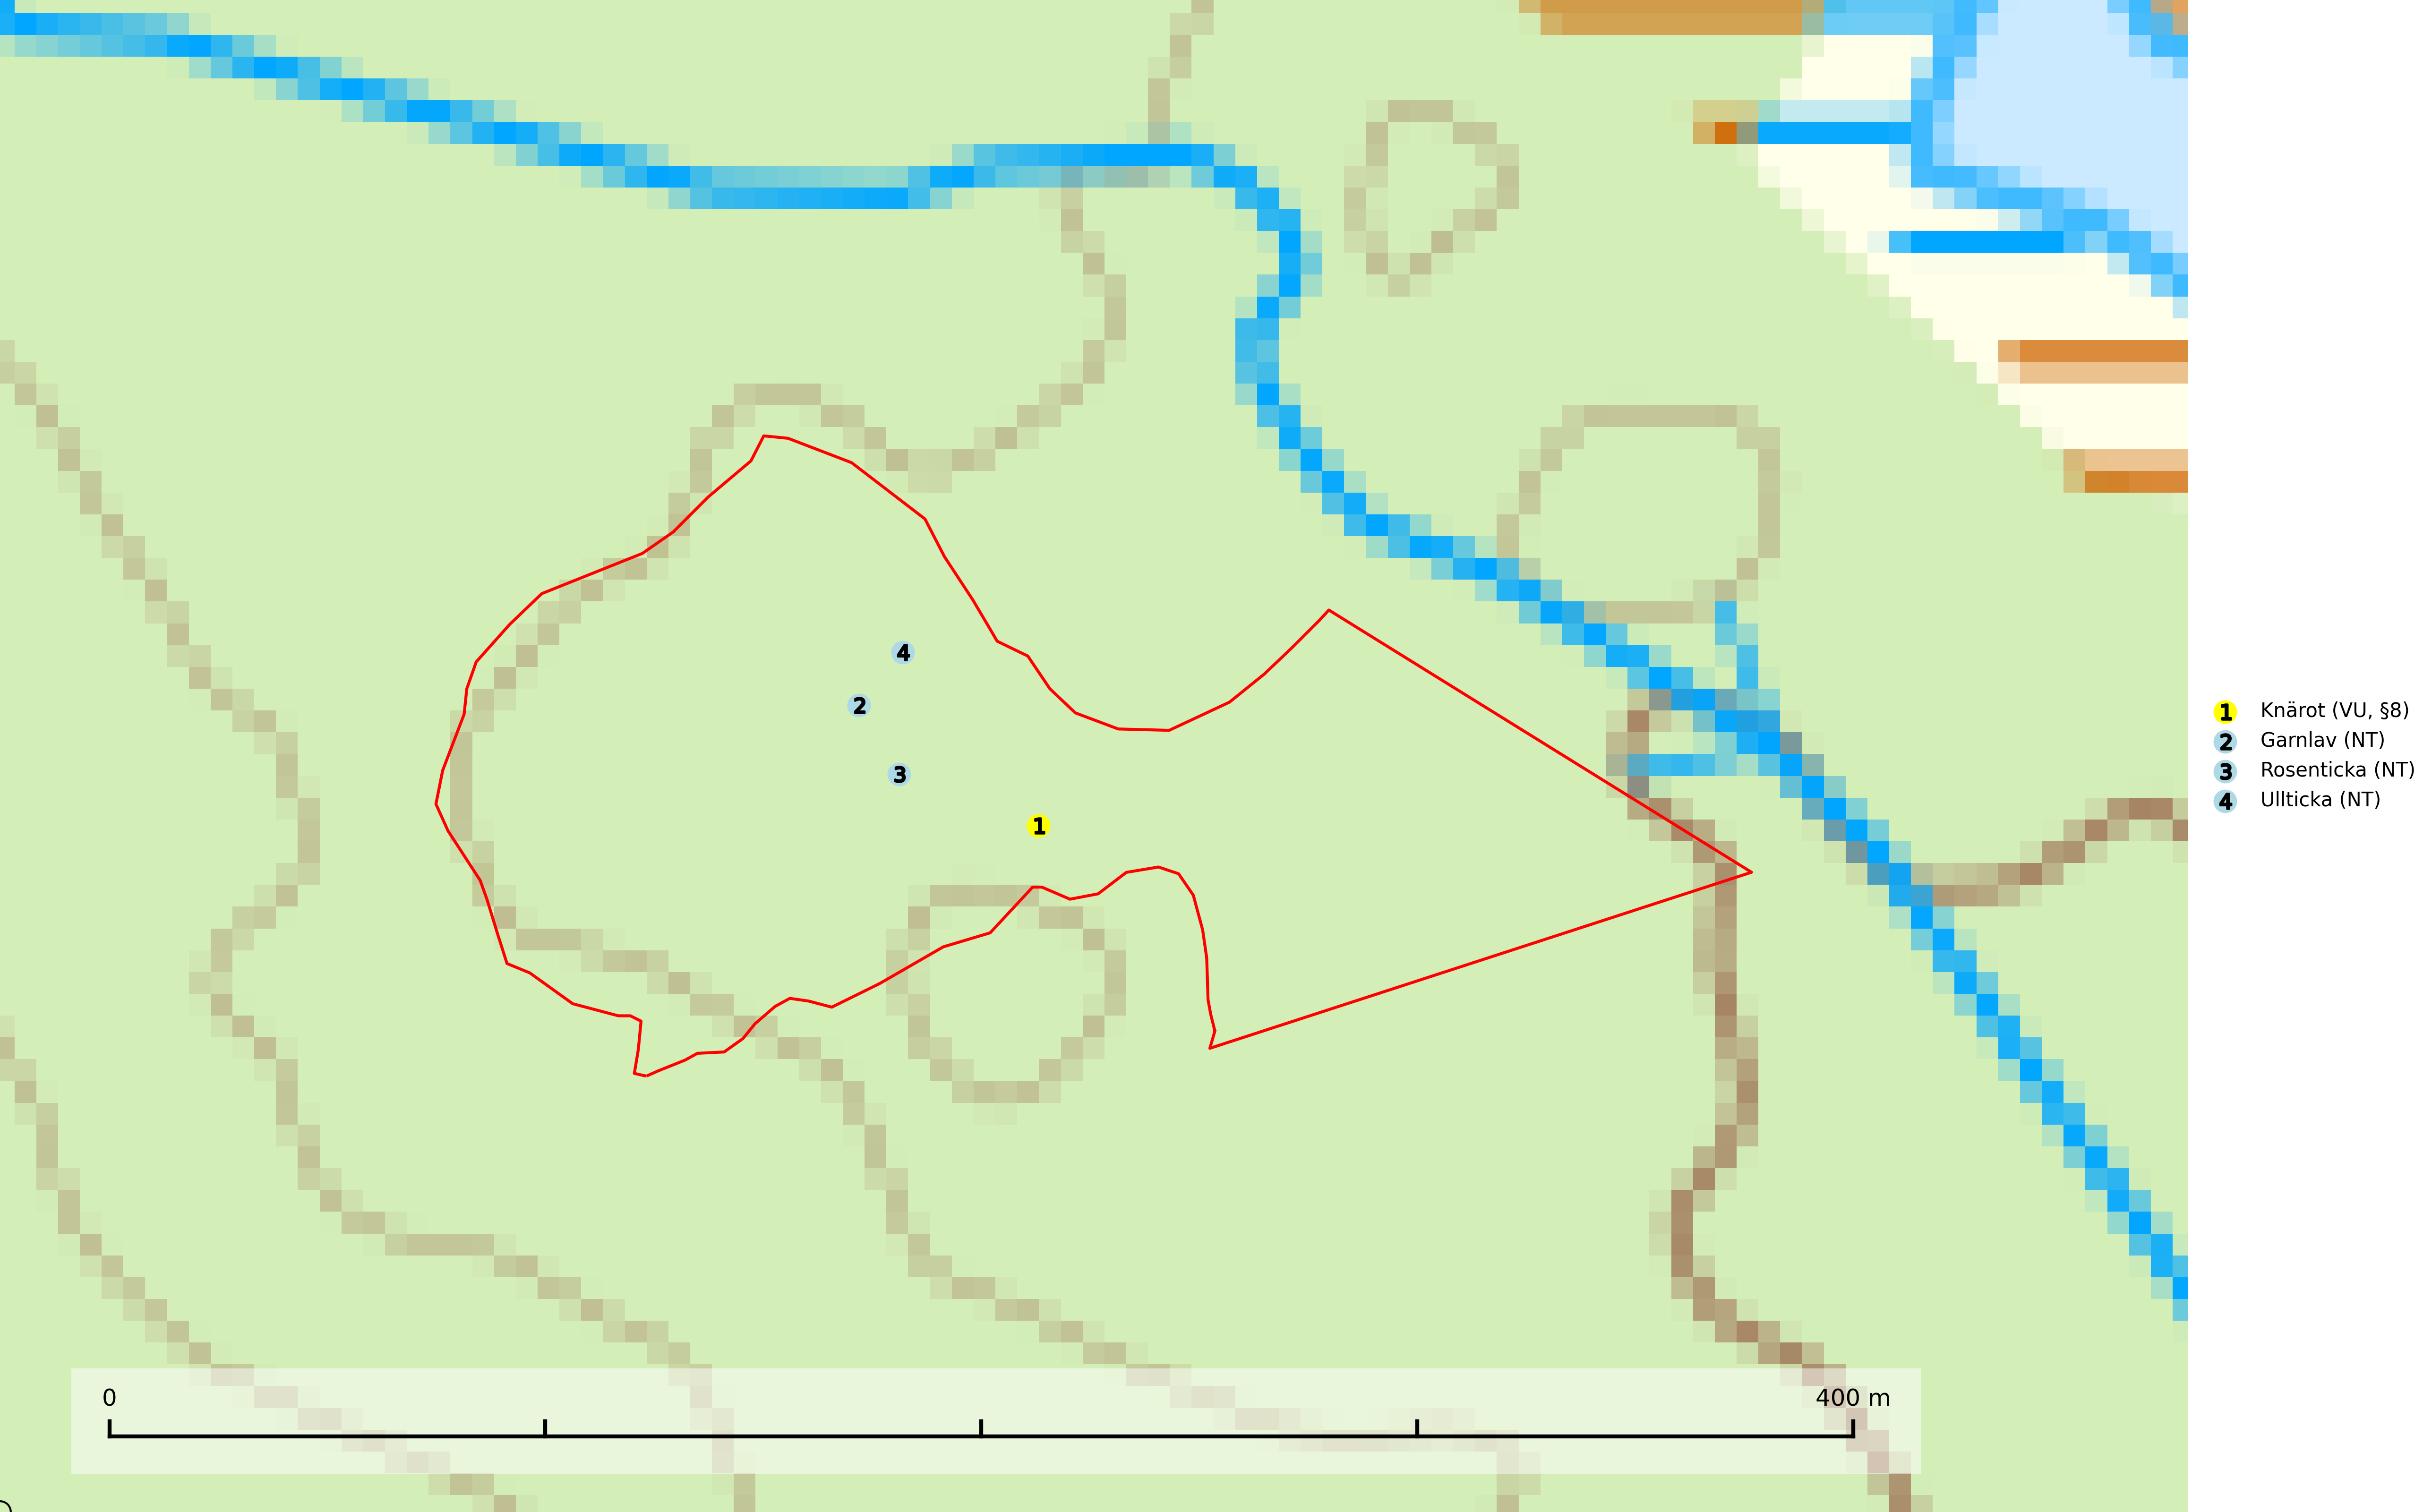 4
2
3
1
1 Knärot (VU, §8)
2 Garnlav (NT)
3 Rosenticka (NT)
4 Ullticka (NT)
0 400 m